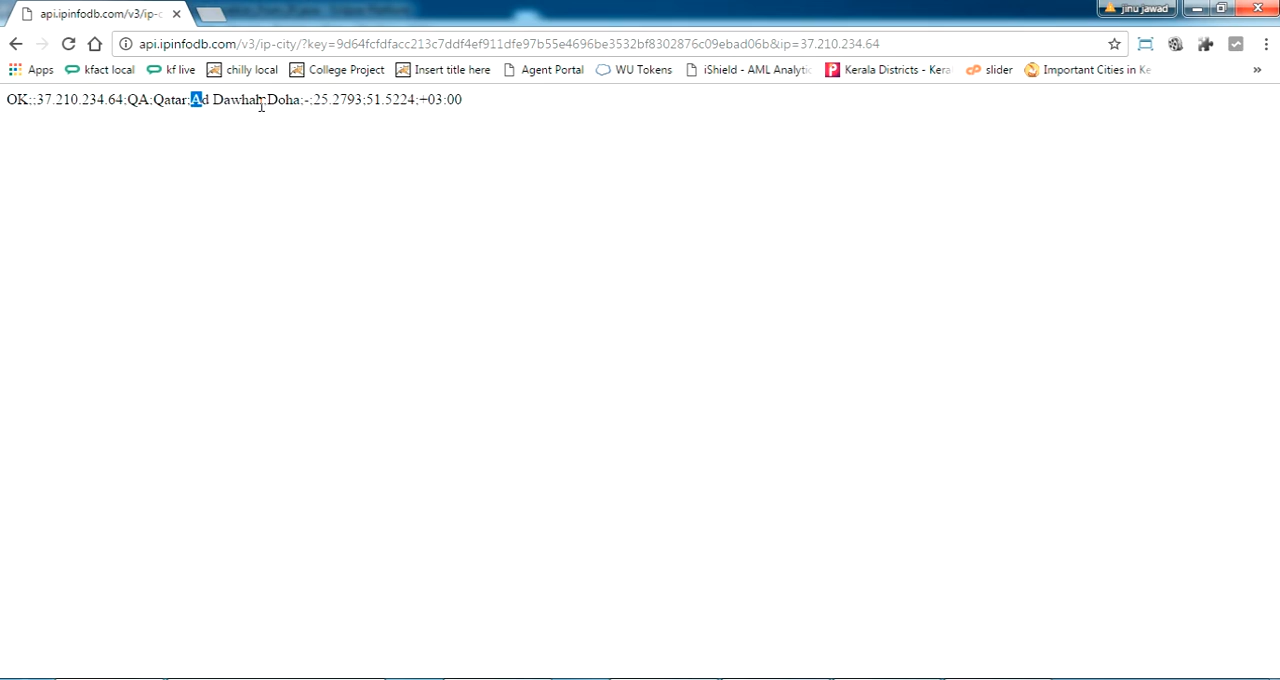 api.ipinfodb.com/v3/ip-c
jinu jawad
api.ipinfodb.com/v3/ip-city/?key=9d64fcfdfacc213c7ddf4ef911dfe97b55e4696be3532bf8302876c09ebad06b&ip=37.210.234.64
Apps kfact local kf live chilly local College Project Insert title here Agent Portal WU Tokens iShield - AML Analytic Kerala Districts - Kera slider Important Cities in Ke »
OK;;37.210.234.64;QA;Qatar;Ad Dawhah;Doha;-;25.2793;51.5224;+03:00